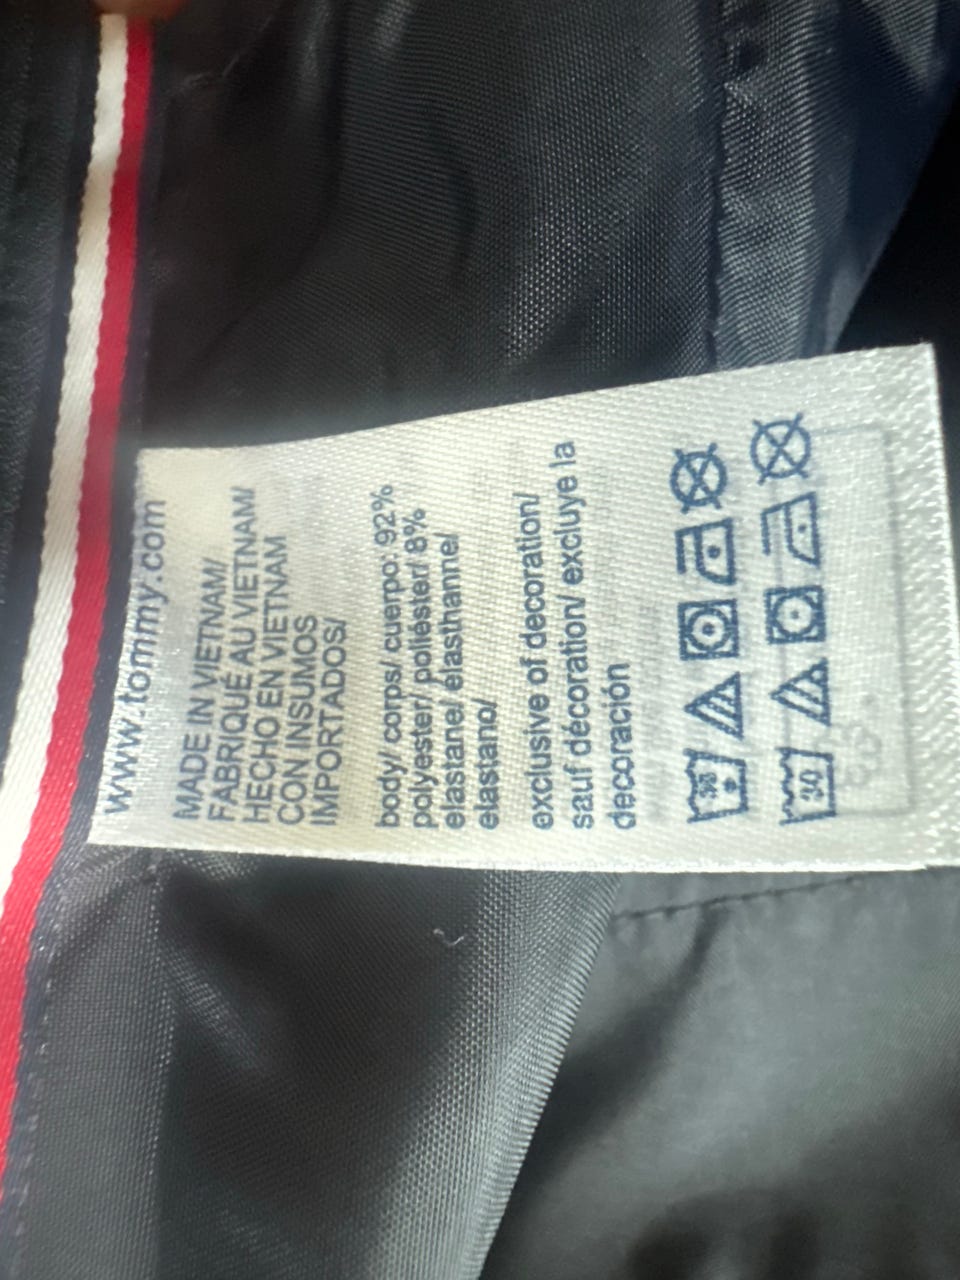 www.tommy.com
MADE IN VIETNAM/
FABRIQUÉ AU VIETNAM/
HECHO EN VIETNAM
CON INSUMOS
IMPORTADOS/
body/ corps/ cuerpo: 92%
polyester/ poliéster/ 8%
elastane/ élasthanne/
elastano/
exclusive of decoration/
sauf décoration/ excluye la
decoración
30